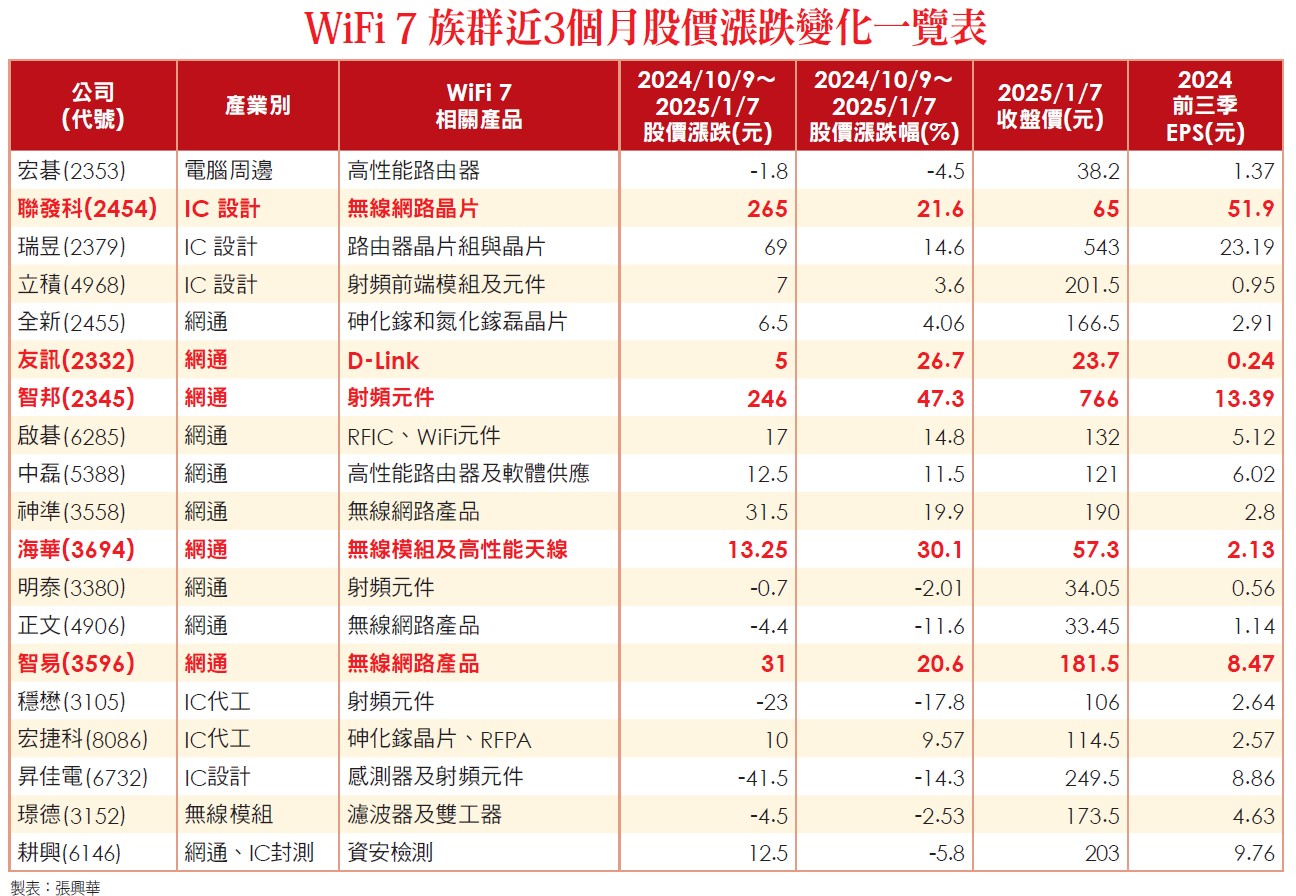 WiFi 7 族群近3個月股價漲跌變化一覽表
公司 (代號) 產業別 WiFi 7 相關產品 2024/10/9～2025/1/7 股價漲跌(元) 2024/10/9～2025/1/7 股價漲跌幅(%) 2025/1/7 收盤價(元) 2024 前三季 EPS(元)
宏碁(2353) 電腦周邊 高性能路由器 -1.8 -4.5 38.2 1.37
聯發科(2454) IC 設計 無線網路晶片 265 21.6 65 51.9
瑞昱(2379) IC 設計 路由器晶片組與晶片 69 14.6 543 23.19
立積(4968) IC 設計 射頻前端模組及元件 7 3.6 201.5 0.95
全新(2455) 網通 砷化鎵和氮化鎵磊晶片 6.5 4.06 166.5 2.91
友訊(2332) 網通 D-Link 5 26.7 23.7 0.24
智邦(2345) 網通 射頻元件 246 47.3 766 13.39
啟碁(6285) 網通 RFIC、WiFi元件 17 14.8 132 5.12
中磊(5388) 網通 高性能路由器及軟體供應 12.5 11.5 121 6.02
神準(3558) 網通 無線網路產品 31.5 19.9 190 2.8
海華(3694) 網通 無線模組及高性能天線 13.25 30.1 57.3 2.13
明泰(3380) 網通 射頻元件 -0.7 -2.01 34.05 0.56
正文(4906) 網通 無線網路產品 -4.4 -11.6 33.45 1.14
智易(3596) 網通 無線網路產品 31 20.6 181.5 8.47
穩懋(3105) IC代工 射頻元件 -23 -17.8 106 2.64
宏捷科(8086) IC代工 砷化鎵晶片、RFPA 10 9.57 114.5 2.57
昇佳電(6732) IC設計 感測器及射頻元件 -41.5 -14.3 249.5 8.86
璟德(3152) 無線模組 濾波器及雙工器 -4.5 -2.53 173.5 4.63
耕興(6146) 網通、IC封測 資安檢測 12.5 -5.8 203 9.76
製表：張興華